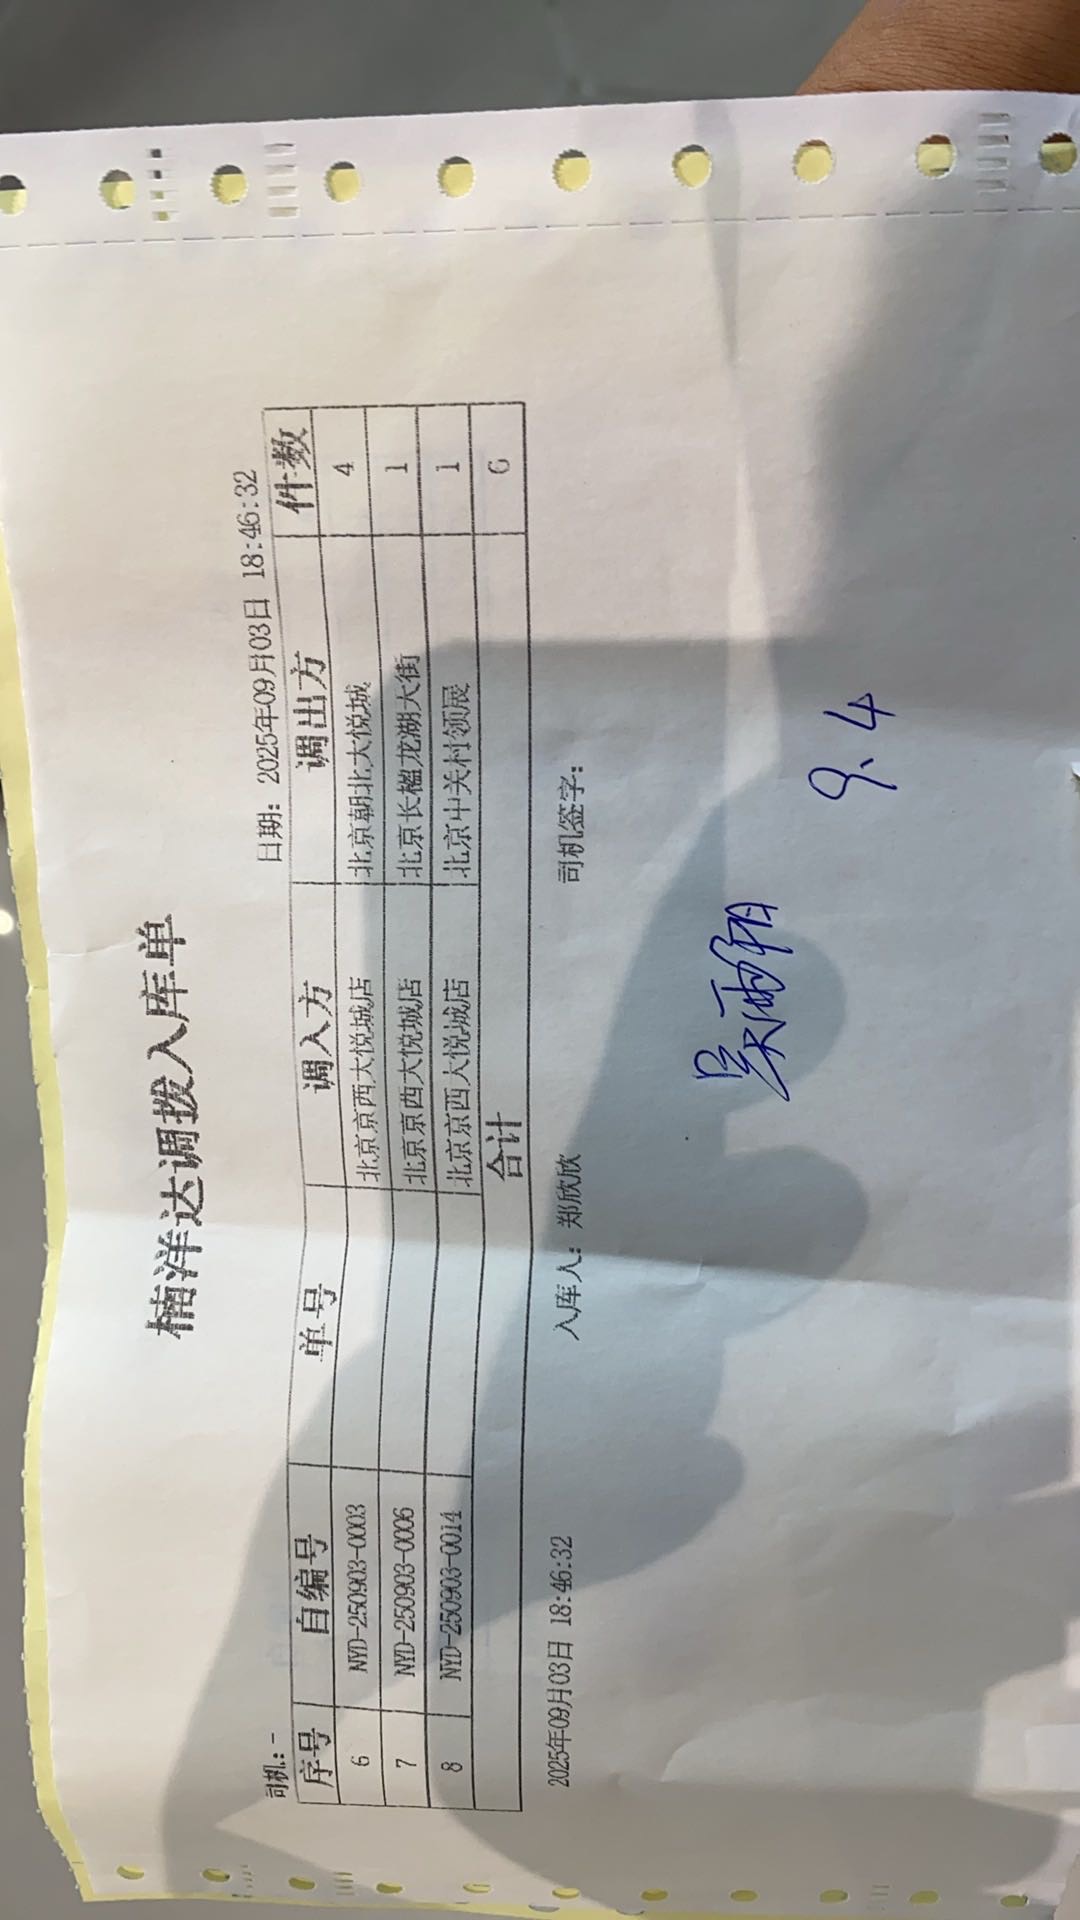 楠洋达调拨入库单
司机：- 日期：2025年09月03日 18:46:32
序号 自编号 单号 调入方 调出方 件数
6 NYD-250903-0003 北京京西大悦城店 北京朝北大悦城 4
7 NYD-250903-0006 北京京西大悦城店 北京长楹龙湖大街 1
8 NYD-250903-0014 北京京西大悦城店 北京中关村领展 1
合计 6
2025年09月03日 18:46:32 入库人：郑欣欣 司机签字：
9.4